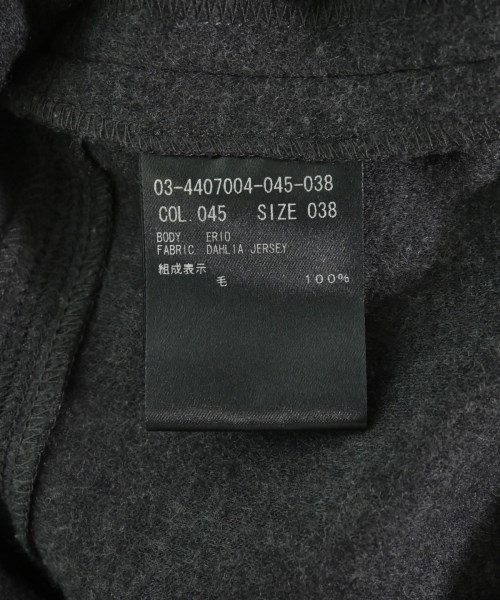 03-4407004-045-038
COL. 045 SIZE 038
BODY. ERIO
FABRIC. DAHLIA JERSEY
組成表示
毛 100%